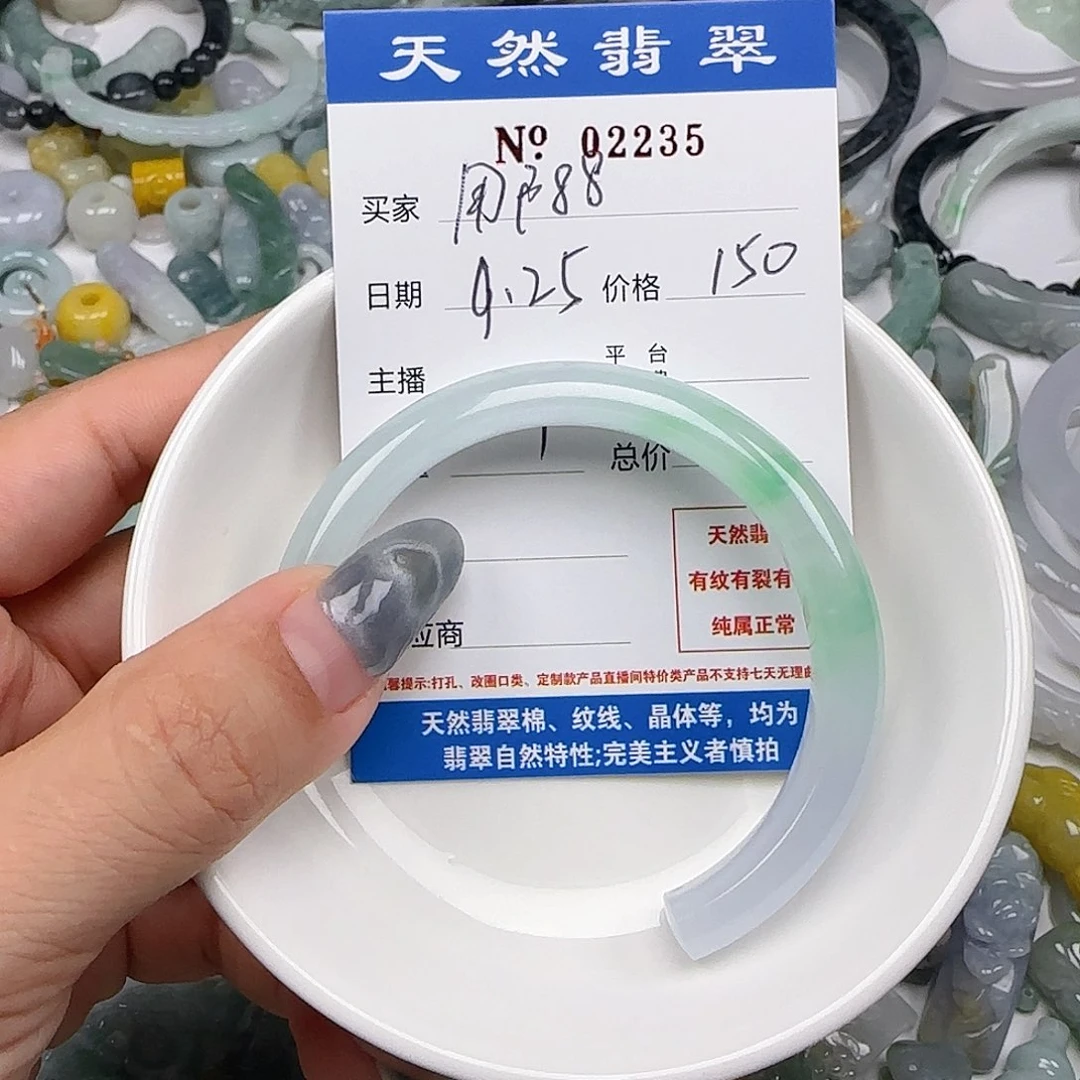 天然翡翠
Nº 02235
买家 用户88
日期 9.25 价格 150
主播 平台
总价
天然翡
有纹有裂有
纯属正常
应商
馨提示:打孔、改圈口类、定制款产品直播间特价类产品不支持七天无理由
天然翡翠棉、纹线、晶体等，均为
翡翠自然特性;完美主义者慎拍